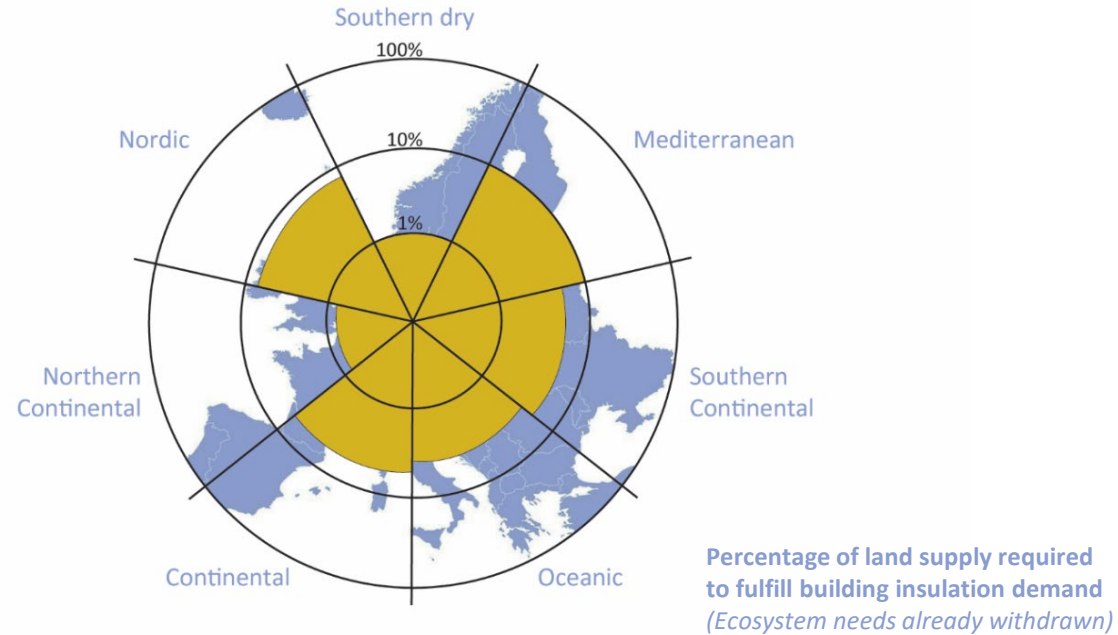 Southern dry
100%
Nordic
10%
Mediterranean
1%
Northern
Continental
Southern
Continental
Continental
Oceanic
Percentage of land supply required
to fulfill building insulation demand
(Ecosystem needs already withdrawn)